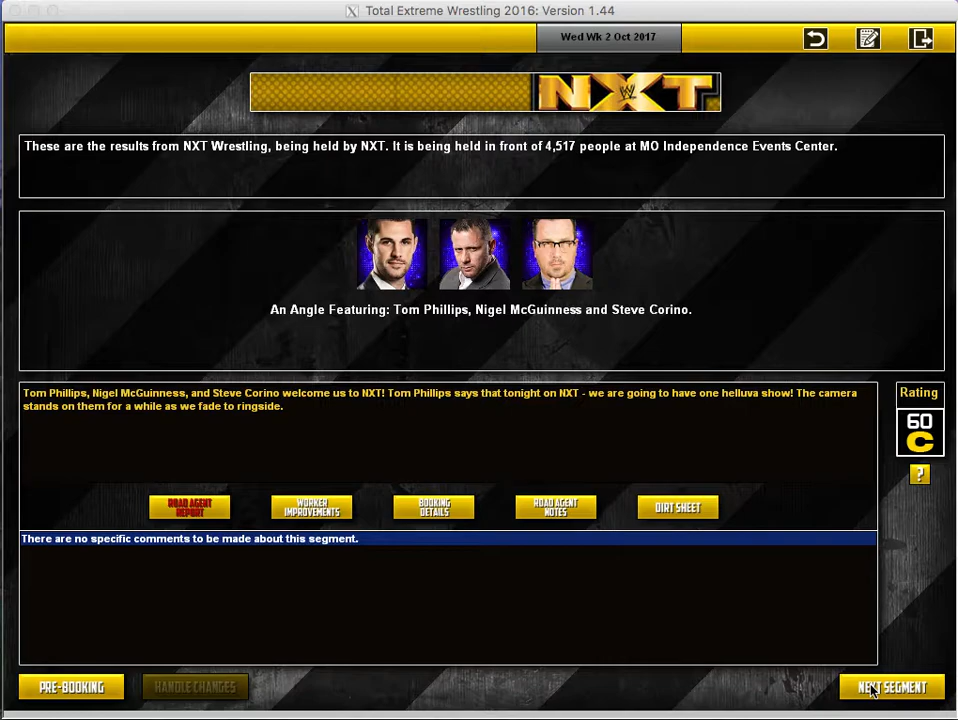 Total Extreme Wrestling 2016: Version 1.44
Wed Wk 2 Oct 2017
NXT
These are the results from NXT Wrestling, being held by NXT. It is being held in front of 4,517 people at MO Independence Events Center.
An Angle Featuring: Tom Phillips, Nigel McGuinness and Steve Corino.
Tom Phillips, Nigel McGuinness, and Steve Corino welcome us to NXT! Tom Phillips says that tonight on NXT - we are going to have one helluva show! The camera
stands on them for a while as we fade to ringside.
Rating
60
C
?
ROAD AGENT
REPORT
WORKER
IMPROVEMENTS
BOOKING
DETAILS
ROAD AGENT
NOTES
DIRT SHEET
There are no specific comments to be made about this segment.
PRE-BOOKING
HANDLE CHANGES
NEXT SEGMENT